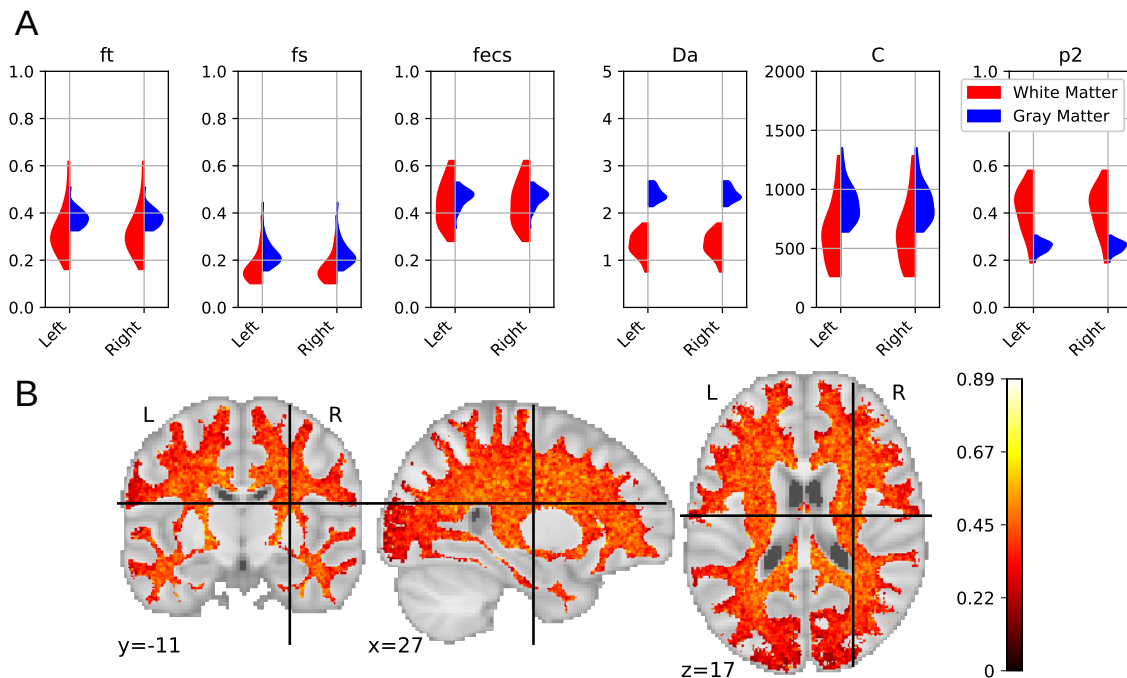 A
ft
1.0
0.8
0.6
0.4
0.2
0.0
Left
Right
fs
1.0
0.8
0.6
0.4
0.2
0.0
Left
Right
fecs
1.0
0.8
0.6
0.4
0.2
0.0
Left
Right
Da
5
4
3
2
1
Left
Right
C
2000
1500
1000
500
0
Left
Right
p2
1.0
White Matter
Gray Matter
0.6
0.4
0.2
0.0
Left
Right
B
L
R
y=-11
x=27
L
R
z=17
0.89
0.67
0.45
0.22
0